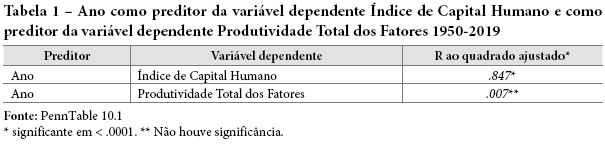 Tabela 1 – Ano como preditor da variável dependente Índice de Capital Humano e como
preditor da variável dependente Produtividade Total dos Fatores 1950-2019
Preditor Variável dependente R ao quadrado ajustado*
Ano Índice de Capital Humano .847*
Ano Produtividade Total dos Fatores .007**
Fonte: PennTable 10.1
* significante em < .0001. ** Não houve significância.